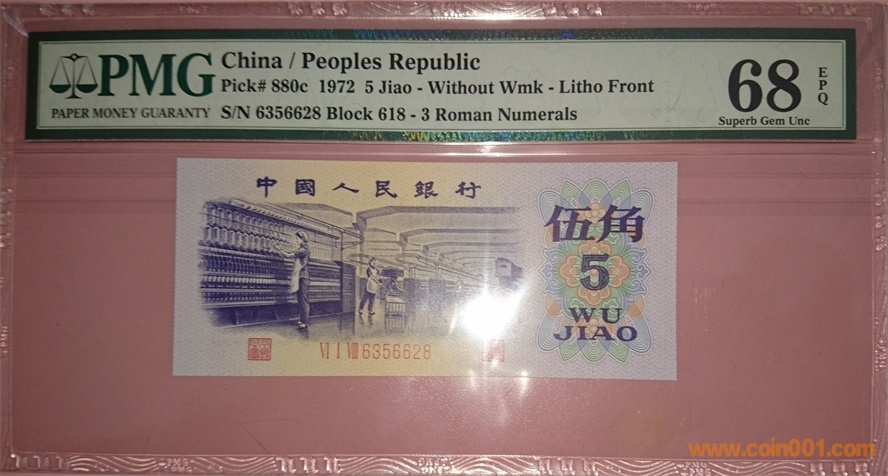 PMG
PAPER MONEY GUARANTY
China / Peoples Republic
Pick# 880c 1972 5 Jiao - Without Wmk - Litho Front
S/N 6356628 Block 618 - 3 Roman Numerals
68
EPQ
Superb Gem Unc
中國人民銀行
伍角
5
WU
JIAO
VI I VIII 6356628
www.coin001.com